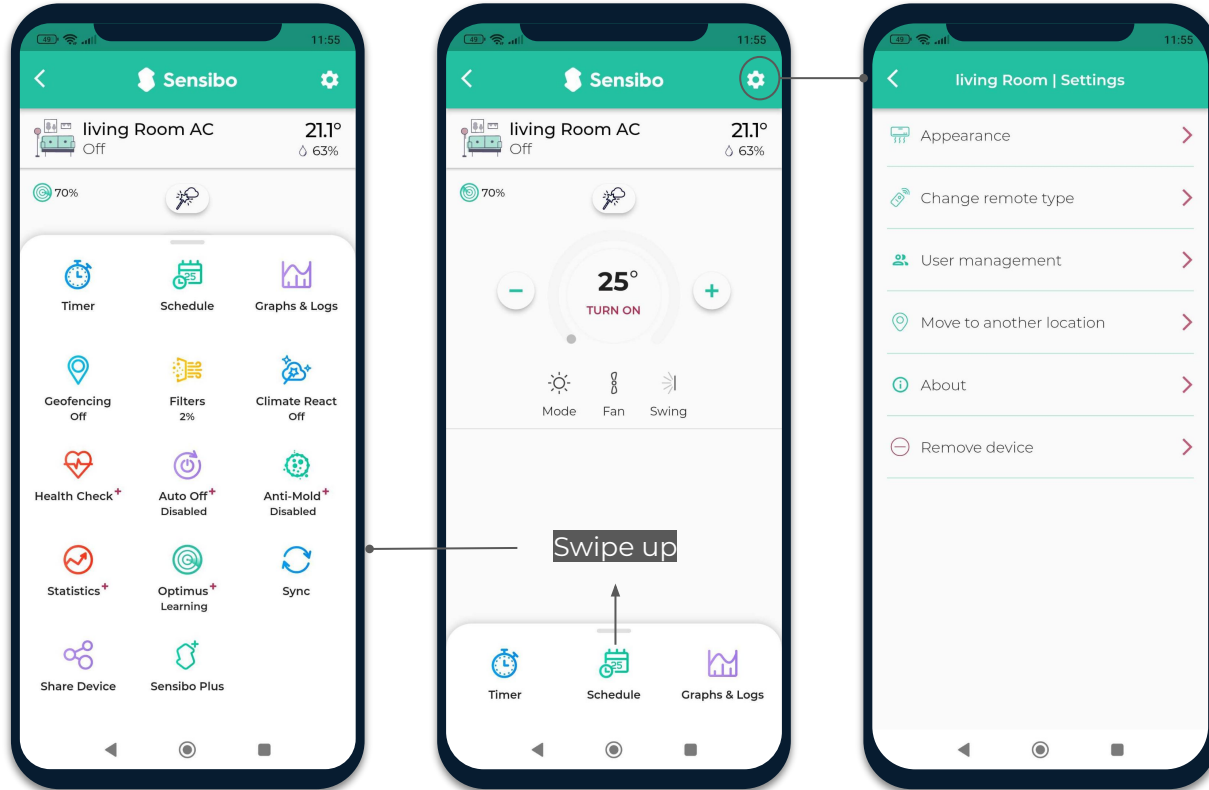 49 11:55
Sensibo
living Room AC 21.1°
Off 63%
70%
Timer Schedule Graphs & Logs
25
Geofencing Filters Climate React
Off 2% Off
Health Check+ Auto Off+ Anti-Mold+
Disabled Disabled
Statistics+ Optimus+ Sync
Learning
Share Device Sensibo Plus
49 11:55
Sensibo
living Room AC 21.1°
Off 63%
70%
25°
TURN ON
− +
Mode Fan Swing
Swipe up
25
Timer Schedule Graphs & Logs
49 11:55
living Room | Settings
Appearance
Change remote type
User management
Move to another location
About
Remove device